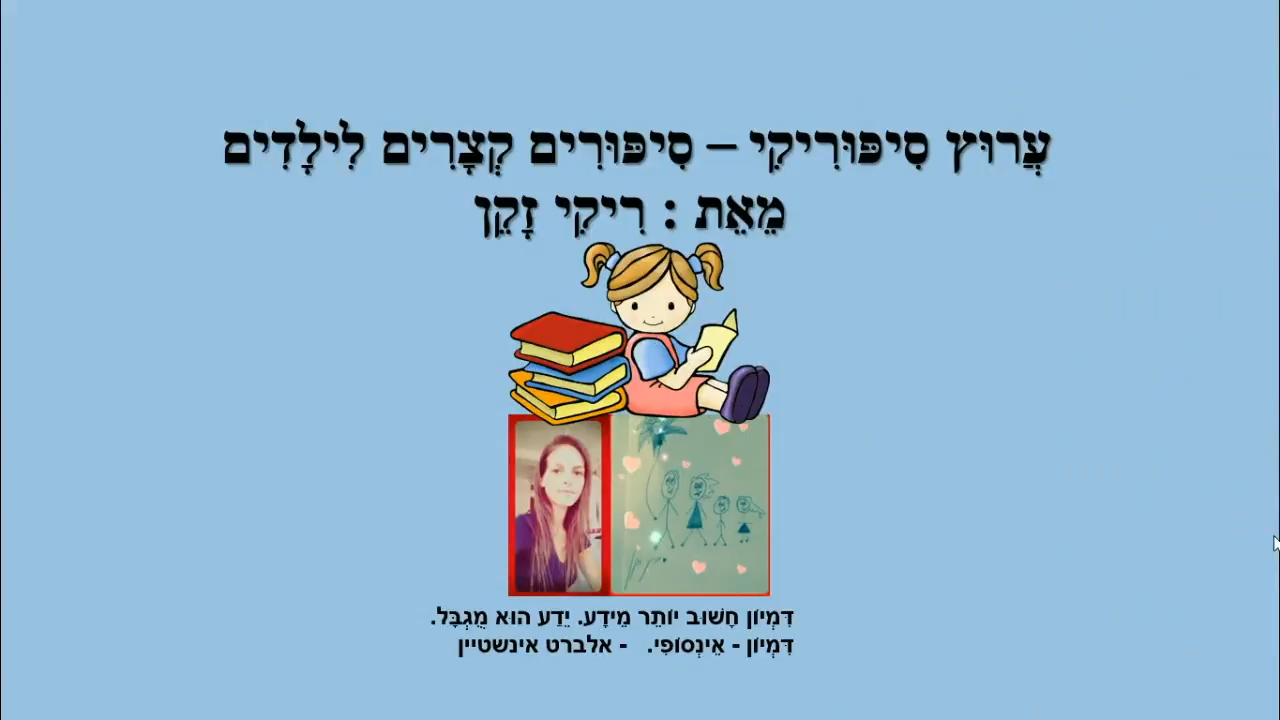 עֲרוּץ סִיפּוּרִיקִי – סִיפּוּרִים קְצָרִים לִילָדִים
מֵאֵת : רִיקִי זָקֵן
דִּמְיוֹן חָשׁוּב יוֹתֵר מֵידָע. יֵדַע הוּא מֻגְבָּל.
דִּמְיוֹן - אֵינְסוֹפִי. - אלברט אינשטיין